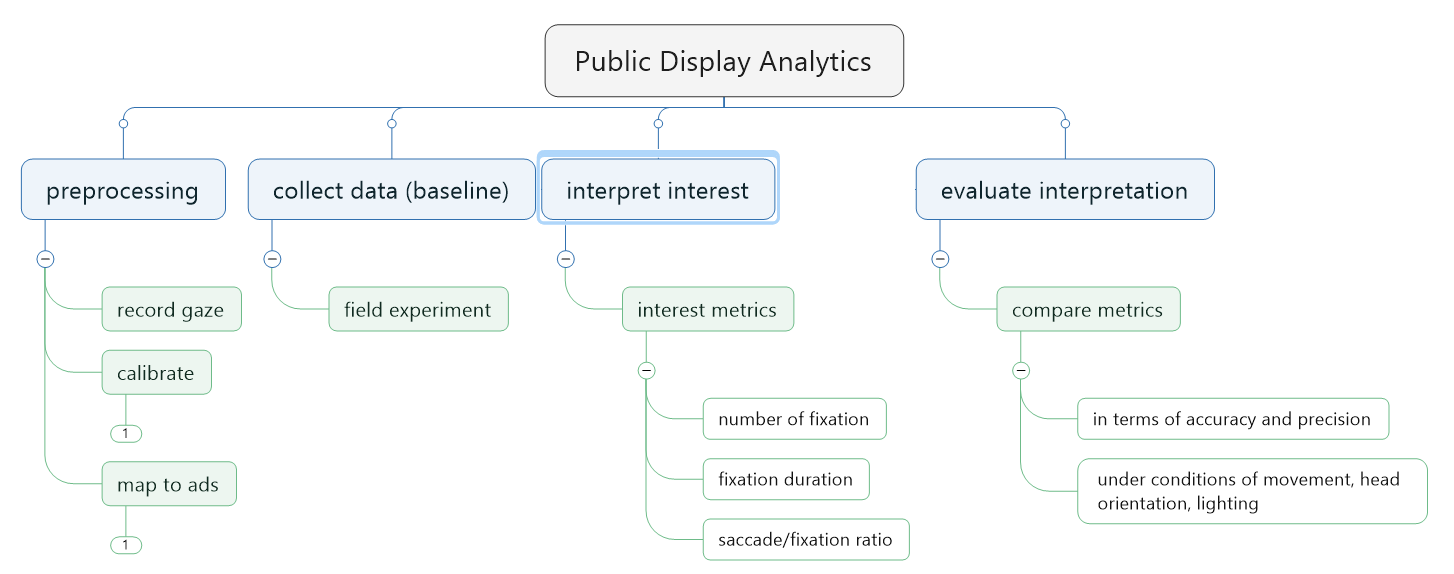 Public Display Analytics
preprocessing
collect data (baseline)
interpret interest
evaluate interpretation
record gaze
calibrate
1
map to ads
1
field experiment
interest metrics
number of fixation
fixation duration
saccade/fixation ratio
compare metrics
in terms of accuracy and precision
under conditions of movement, head
orientation, lighting